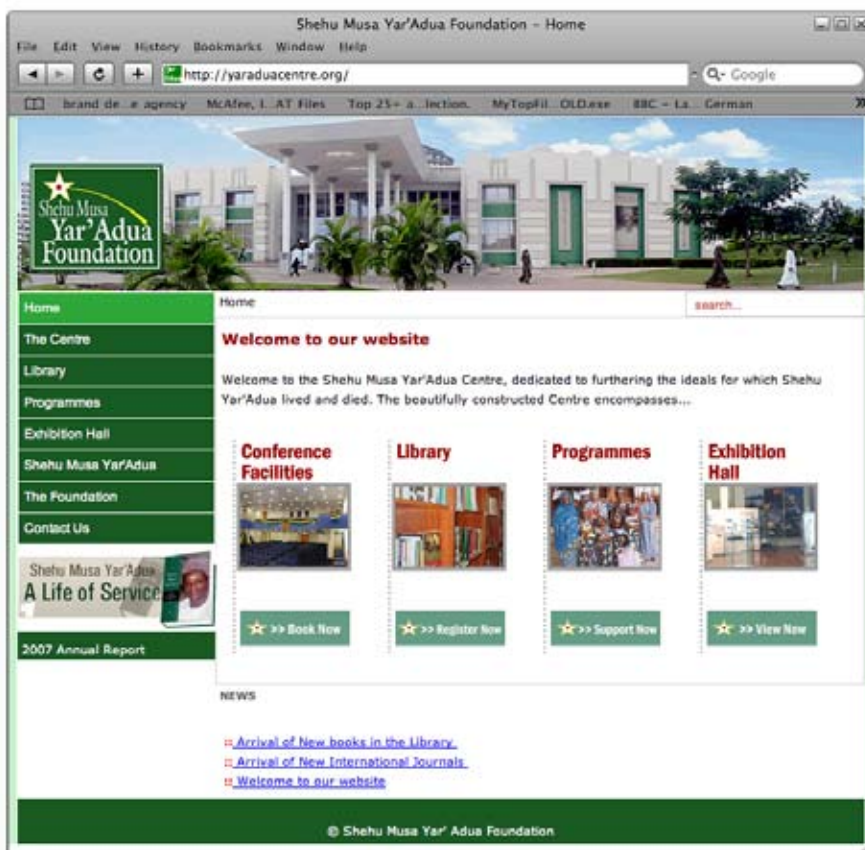 Shehu Musa Yar'Adua Foundation – Home
File Edit View History Bookmarks Window Help
http://yaraduacentre.org/
Google
brand de...e agency McAfee, I...AT Files Top 25+ a...lection. MyTopFil...OLD.exe BBC – La... German
Shehu Musa
Yar'Adua
Foundation
Home
The Centre
Library
Programmes
Exhibition Hall
Shehu Musa Yar'Adua
The Foundation
Contact Us
Shehu Musa Yar'Adua
A Life of Service
2007 Annual Report
Home
search...
Welcome to our website
Welcome to the Shehu Musa Yar'Adua Centre, dedicated to furthering the ideals for which Shehu
Yar'Adua lived and died. The beautifully constructed Centre encompasses...
Conference
Facilities
Library
Programmes
Exhibition
Hall
>> Book Now
>> Register Now
>> Support Now
>> View Now
NEWS
:: Arrival of New books in the Library
:: Arrival of New International Journals
:: Welcome to our website
© Shehu Musa Yar' Adua Foundation